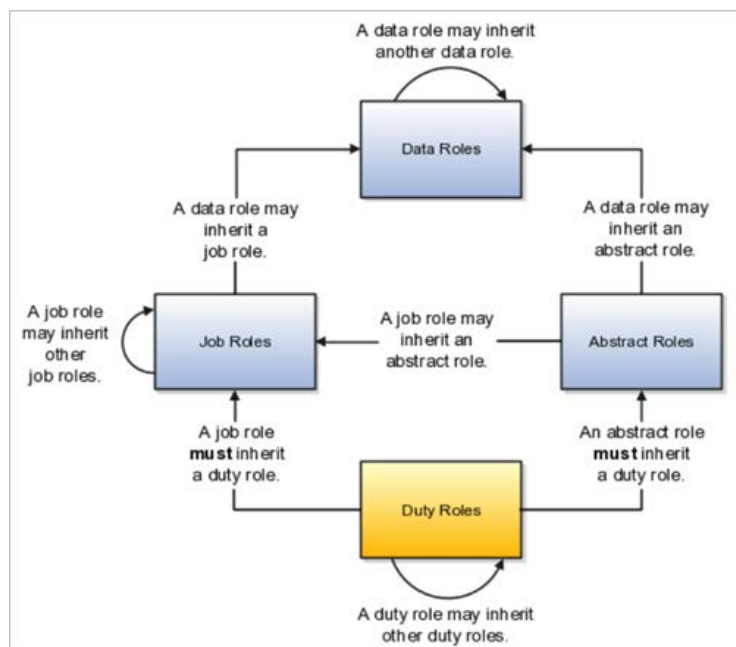 A data role may inherit
another data role.
Data Roles
A data role may
inherit a
job role.
A data role may
inherit an
abstract role.
A job role
may inherit
other
job roles.
Job Roles
A job role may
inherit an
abstract role.
Abstract Roles
A job role
must inherit
a duty role.
An abstract role
must inherit
a duty role.
Duty Roles
A duty role may inherit
other duty roles.